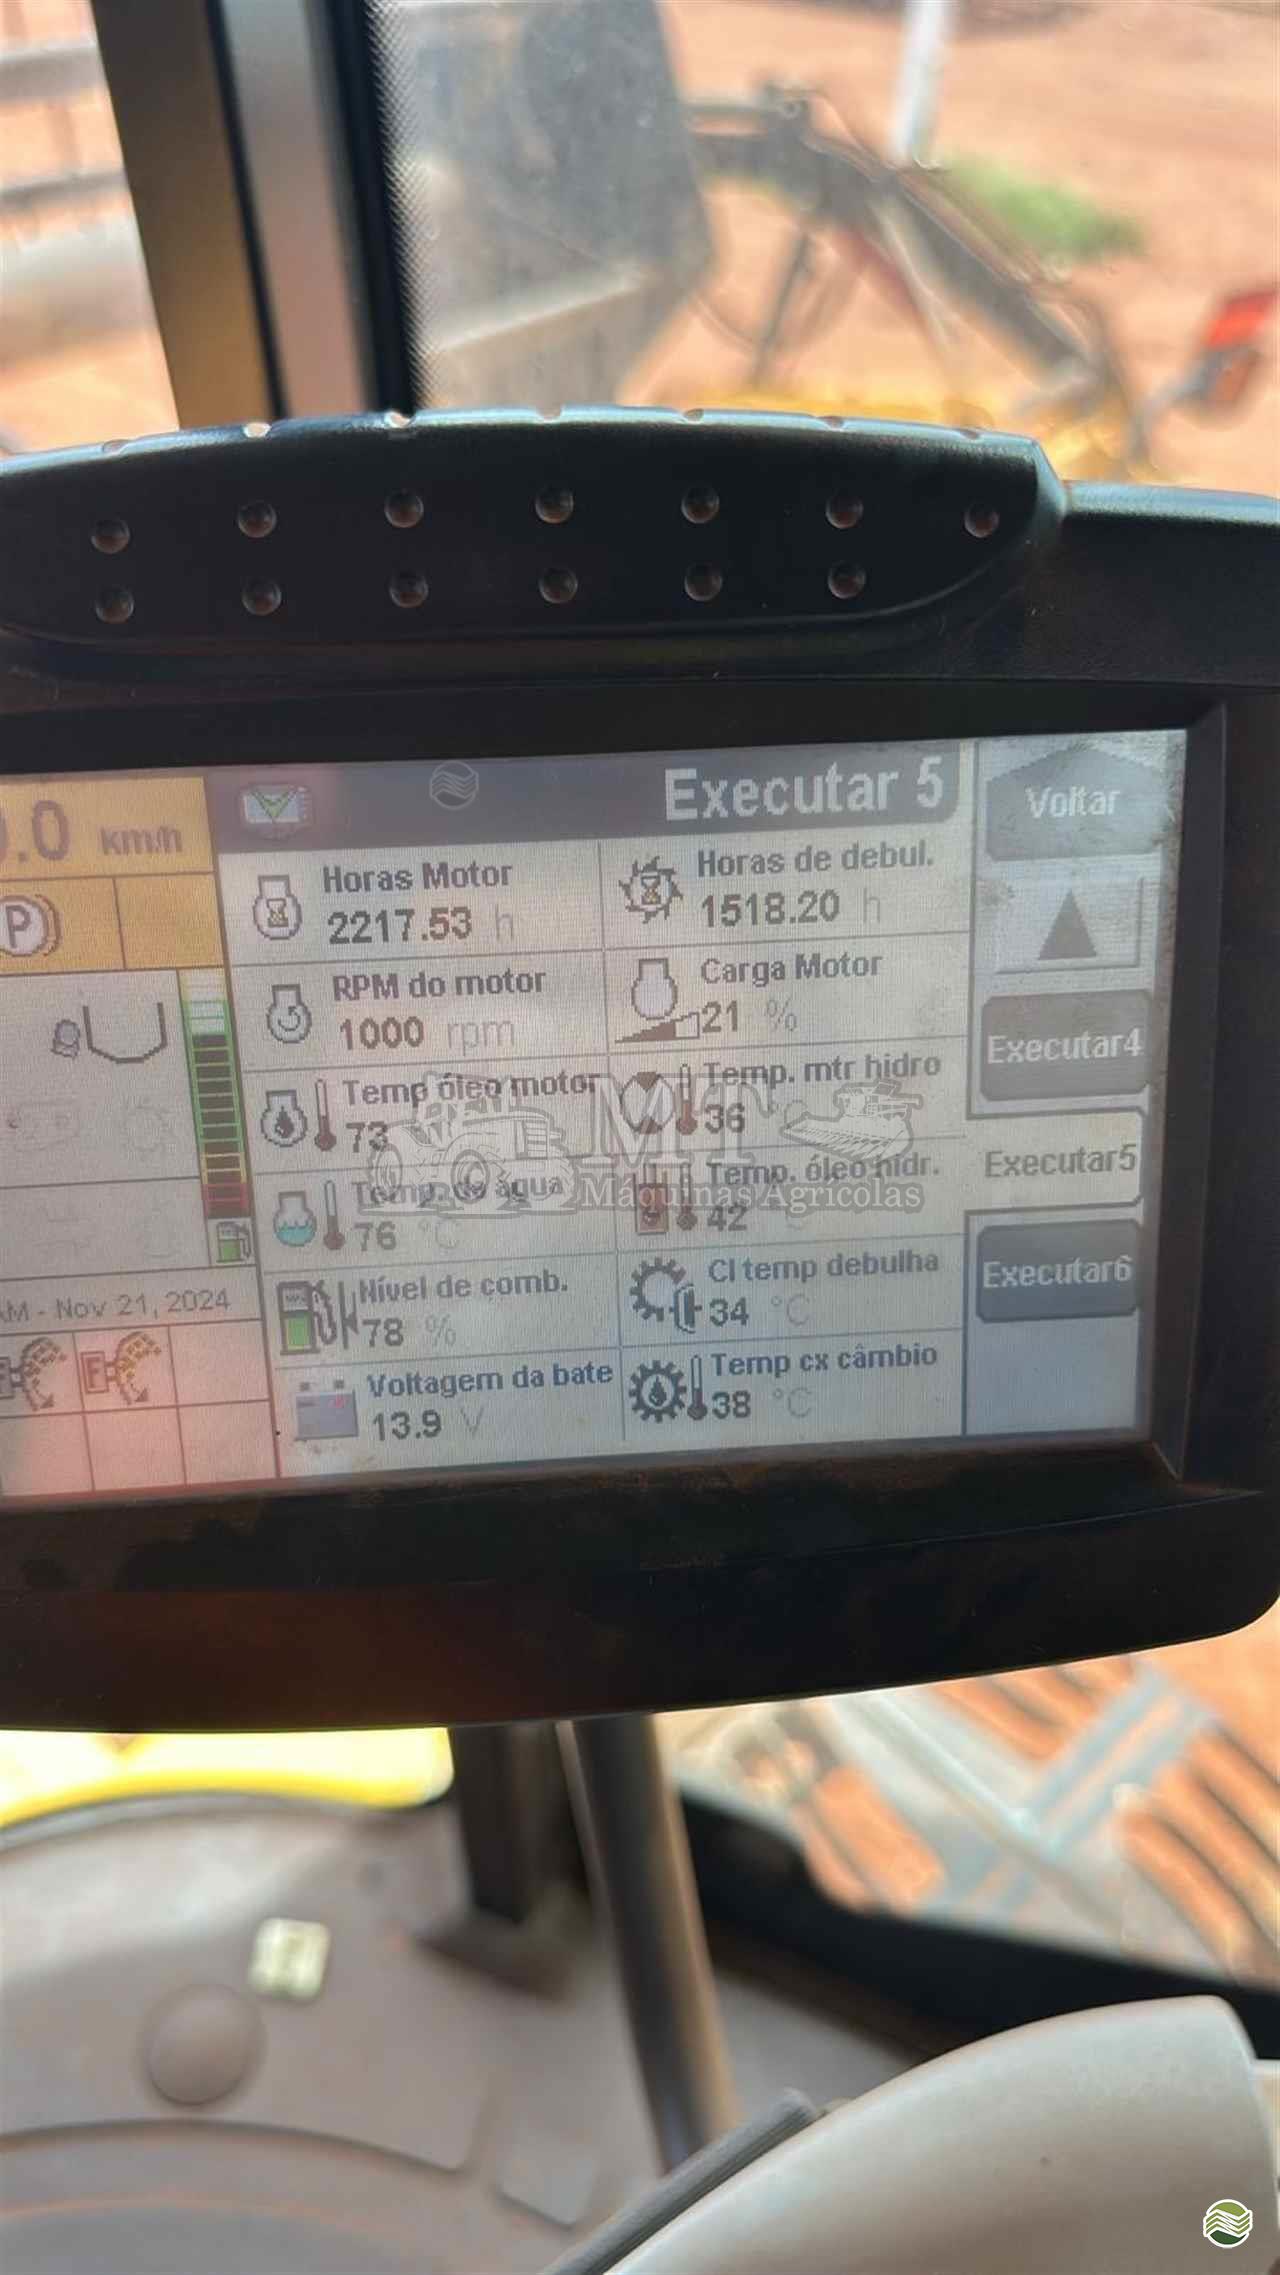 Executar 5
Voltar
.0 km/h
Horas Motor
2217.53 h
Horas de debul.
1518.20 h
P
RPM do motor
1000 rpm
Carga Motor
21 %
Executar4
Temp óleo motor
73
Temp. mtr hidro
36 °C
MT
Máquinas Agrícolas
Executar5
Temp. de água
76 °C
Temp. óleo hidr.
42 °C
Executar6
AM - Nov 21, 2024
Nível de comb.
78 %
Cl temp debulha
34 °C
F
F
Voltagem da bate
13.9 V
Temp cx câmbio
38 °C